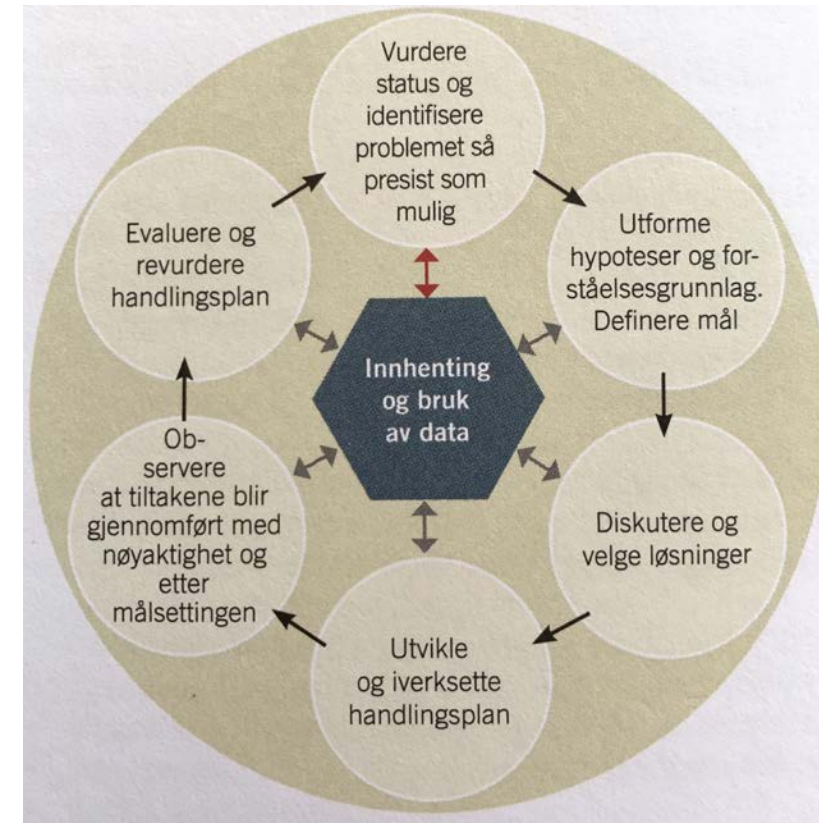 Vurdere
status og
identifisere
problemet så
presist som
mulig
Utforme
hypoteser og for-
ståelsesgrunnlag.
Definere mål
Diskutere og
velge løsninger
Utvikle
og iverksette
handlingsplan
Ob-
servere
at tiltakene blir
gjennomført med
nøyaktighet og
etter
målsettingen
Evaluere og
revurdere
handlingsplan
Innhenting
og bruk
av data